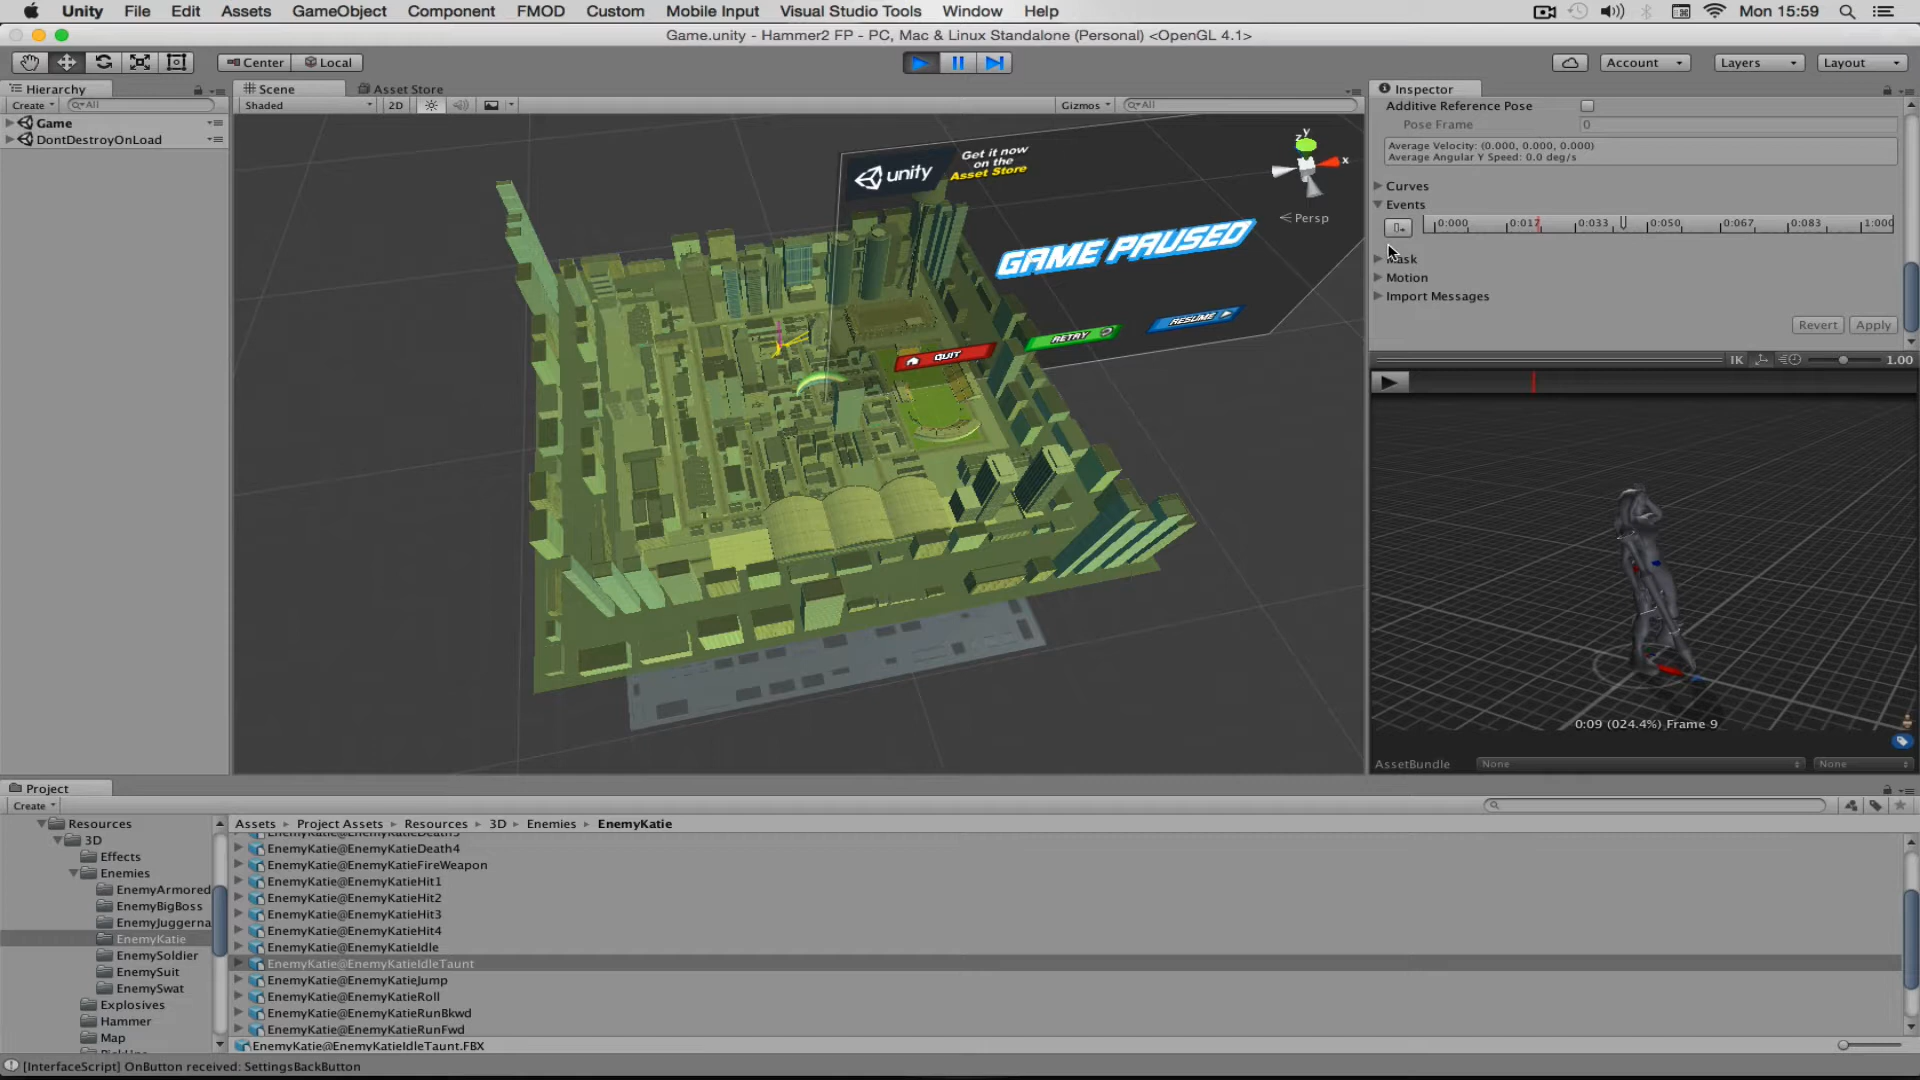 Unity File Edit Assets GameObject Component FMOD Custom Mobile Input Visual Studio Tools Window Help Mon 15:59
Game.unity - Hammer2 FP - PC, Mac & Linux Standalone (Personal) <OpenGL 4.1>
Center Local Account Layers Layout
Hierarchy Scene Asset Store Inspector
Create All Shaded 2D Gizmos All
Game
DontDestroyOnLoad
unity
Get it now
on the
Asset Store
GAME PAUSED
QUIT RETRY RESUME
y
z
x
Persp
Additive Reference Pose
Pose Frame 0
Average Velocity: (0.000, 0.000, 0.000)
Average Angular Y Speed: 0.0 deg/s
Curves
Events
0:000 0:017 0:033 0:050 0:067 0:083 1:000
Mask
Motion
Import Messages
Revert Apply
IK 1.00
0:09 (024.4%) Frame 9
AssetBundle None None
Project
Create
Resources
3D
Effects
Enemies
EnemyArmored
EnemyBigBoss
EnemyJuggerna
EnemyKatie
EnemySoldier
EnemySuit
EnemySwat
Explosives
Hammer
Map
Assets Project Assets Resources 3D Enemies EnemyKatie
EnemyKatie@EnemyKatieDeath4
EnemyKatie@EnemyKatieFireWeapon
EnemyKatie@EnemyKatieHit1
EnemyKatie@EnemyKatieHit2
EnemyKatie@EnemyKatieHit3
EnemyKatie@EnemyKatieHit4
EnemyKatie@EnemyKatieIdle
EnemyKatie@EnemyKatieIdleTaunt
EnemyKatie@EnemyKatieJump
EnemyKatie@EnemyKatieRoll
EnemyKatie@EnemyKatieRunBkwd
EnemyKatie@EnemyKatieRunFwd
EnemyKatie@EnemyKatieIdleTaunt.FBX
[InterfaceScript] OnButton received: SettingsBackButton